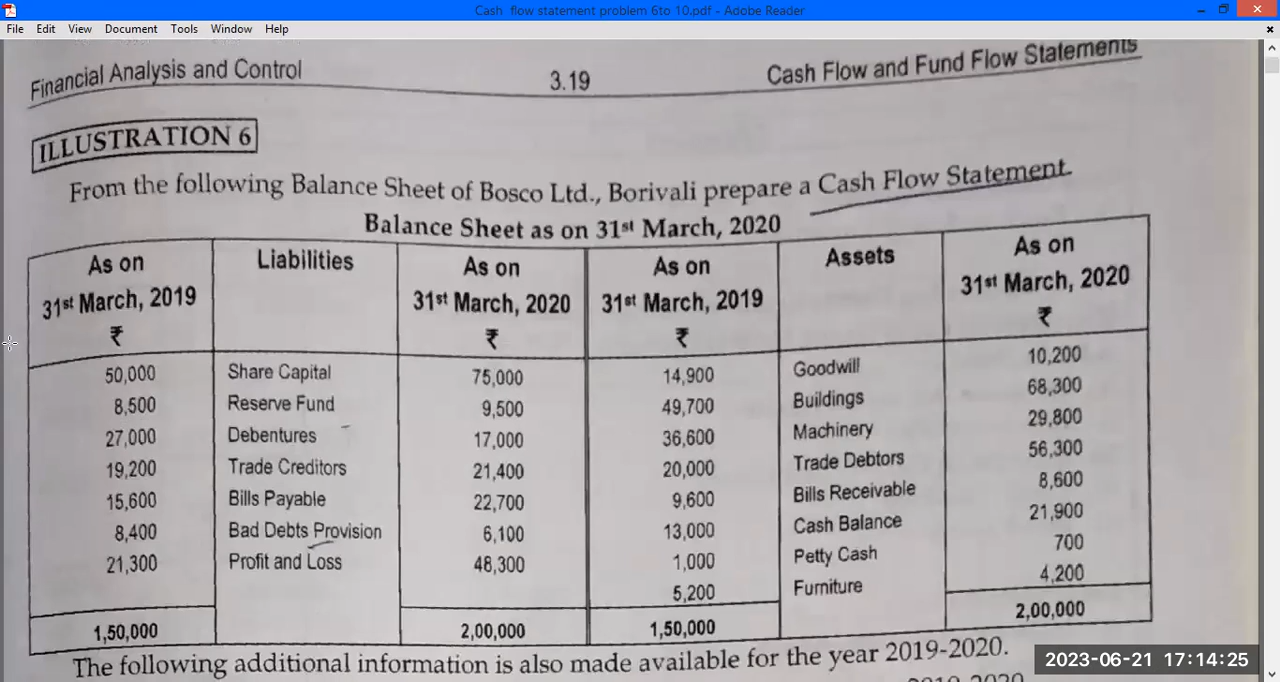 Cash flow statement problem 6to 10.pdf - Adobe Reader
File Edit View Document Tools Window Help
Financial Analysis and Control 3.19 Cash Flow and Fund Flow Statements
ILLUSTRATION 6
From the following Balance Sheet of Bosco Ltd., Borivali prepare a Cash Flow Statement.
Balance Sheet as on 31st March, 2020
As on Liabilities As on As on Assets As on
31st March, 2019 31st March, 2020 31st March, 2019 31st March, 2020
₹ ₹ ₹ ₹
50,000 Share Capital 75,000 14,900 Goodwill 10,200
8,500 Reserve Fund 9,500 49,700 Buildings 68,300
27,000 Debentures 17,000 36,600 Machinery 29,800
19,200 Trade Creditors 21,400 20,000 Trade Debtors 56,300
15,600 Bills Payable 22,700 9,600 Bills Receivable 8,600
8,400 Bad Debts Provision 6,100 13,000 Cash Balance 21,900
21,300 Profit and Loss 48,300 1,000 Petty Cash 700
5,200 Furniture 4,200
1,50,000 2,00,000 1,50,000 2,00,000
The following additional information is also made available for the year 2019-2020.
2023-06-21 17:14:25